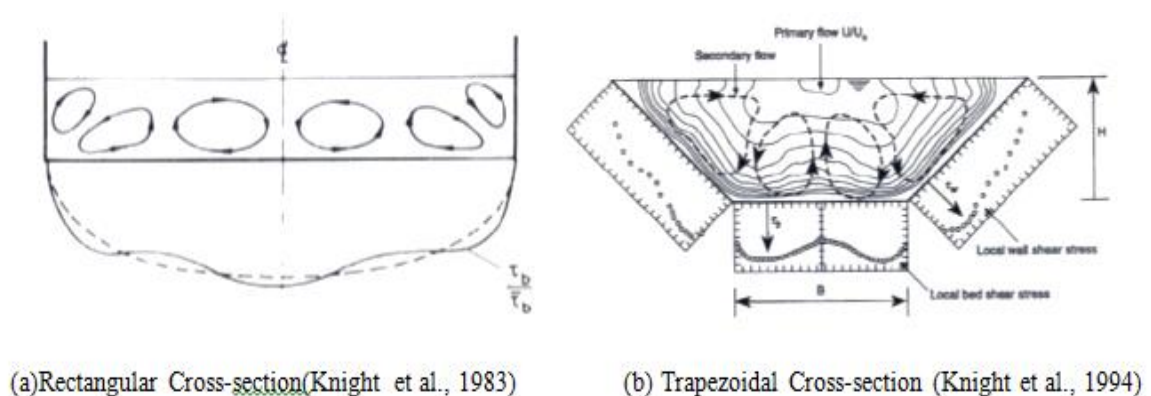 ℄
τb
τ̅b
Primary flow U/Uo
Secondary flow
H
τw
τb
Local wall shear stress
Local bed shear stress
B
(a)Rectangular Cross-section(Knight et al., 1983)
(b) Trapezoidal Cross-section (Knight et al., 1994)